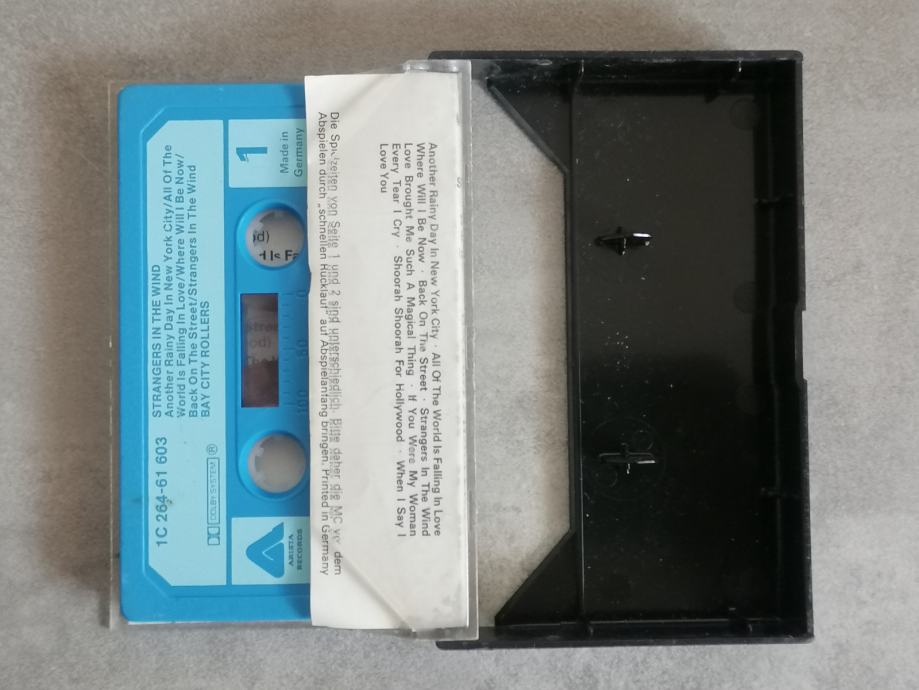 1C 264-61 603
STRANGERS IN THE WIND
Another Rainy Day In New York City/All Of The
World Is Falling In Love/Where Will I Be Now/
Back On The Street/Strangers In The Wind
BAY CITY ROLLERS
DOLBY SYSTEM ®
1
Made in
Germany
ARISTA
RECORDS
0
50
100
Another Rainy Day In New York City · All Of The World Is Falling In Love
Where Will I Be Now · Back On The Street · Strangers In The Wind
Love Brought Me Such A Magical Thing · If You Were My Woman
Every Tear I Cry · Shoorah Shoorah For Hollywood · When I Say I
Love You
Die Spielzeiten von Seite 1 und 2 sind unterschiedlich. Bitte daher die MC vor dem
Abspielen durch „schnellen Rücklauf" auf Abspielanfang bringen. Printed in Germany